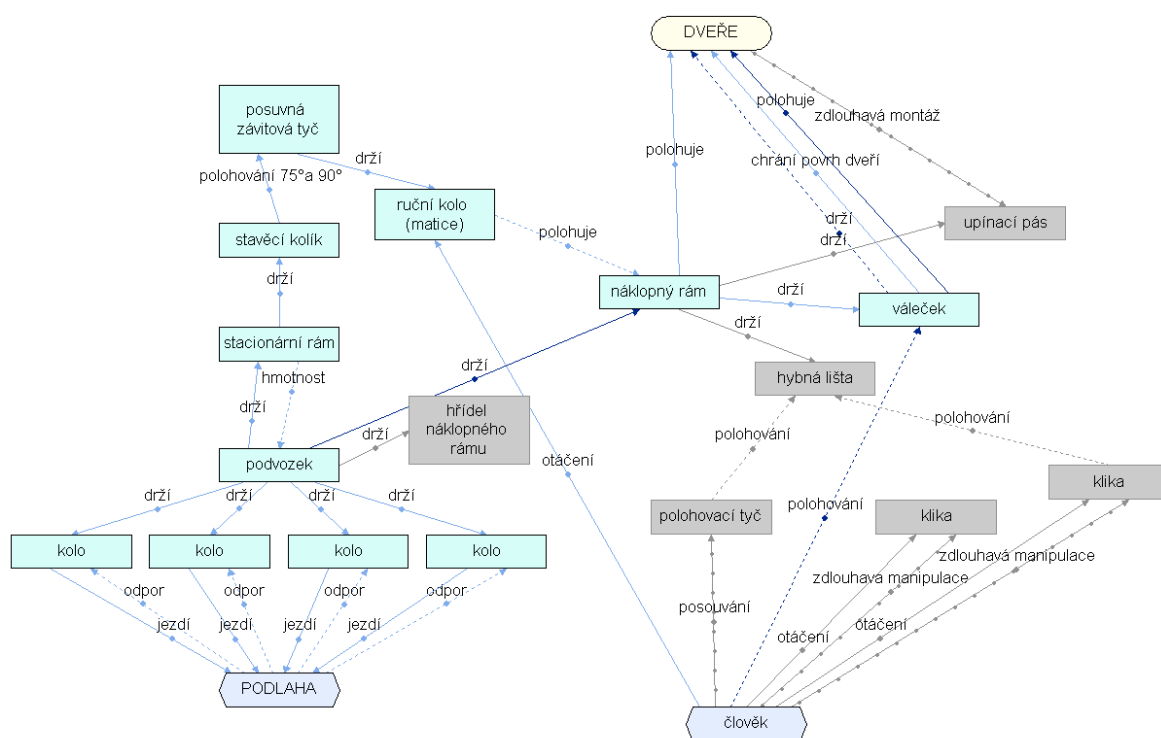 DVEŘE
posuvná
závitová tyč
polohuje
zdlouhavá montáž
drží
chrání povrh dveří
polohuje
polohování 75°a 90°
ruční kolo
(matice)
stavěcí kolík
polohuje
drží
drží
upínací pás
drží
náklopný rám
drží
váleček
stacionární rám
drží
hmotnost
drží
drží
hybná lišta
hřídel
náklopného
rámu
drží
polohování
polohování
podvozek
otáčení
drží
drží
drží
drží
polohování
klika
polohovací tyč
klika
kolo
kolo
kolo
kolo
zdlouhavá manipulace
zdlouhavá manipulace
odpor
odpor
odpor
odpor
posouvání
jezdí
jezdí
jezdí
jezdí
otáčení
otáčení
PODLAHA
člověk